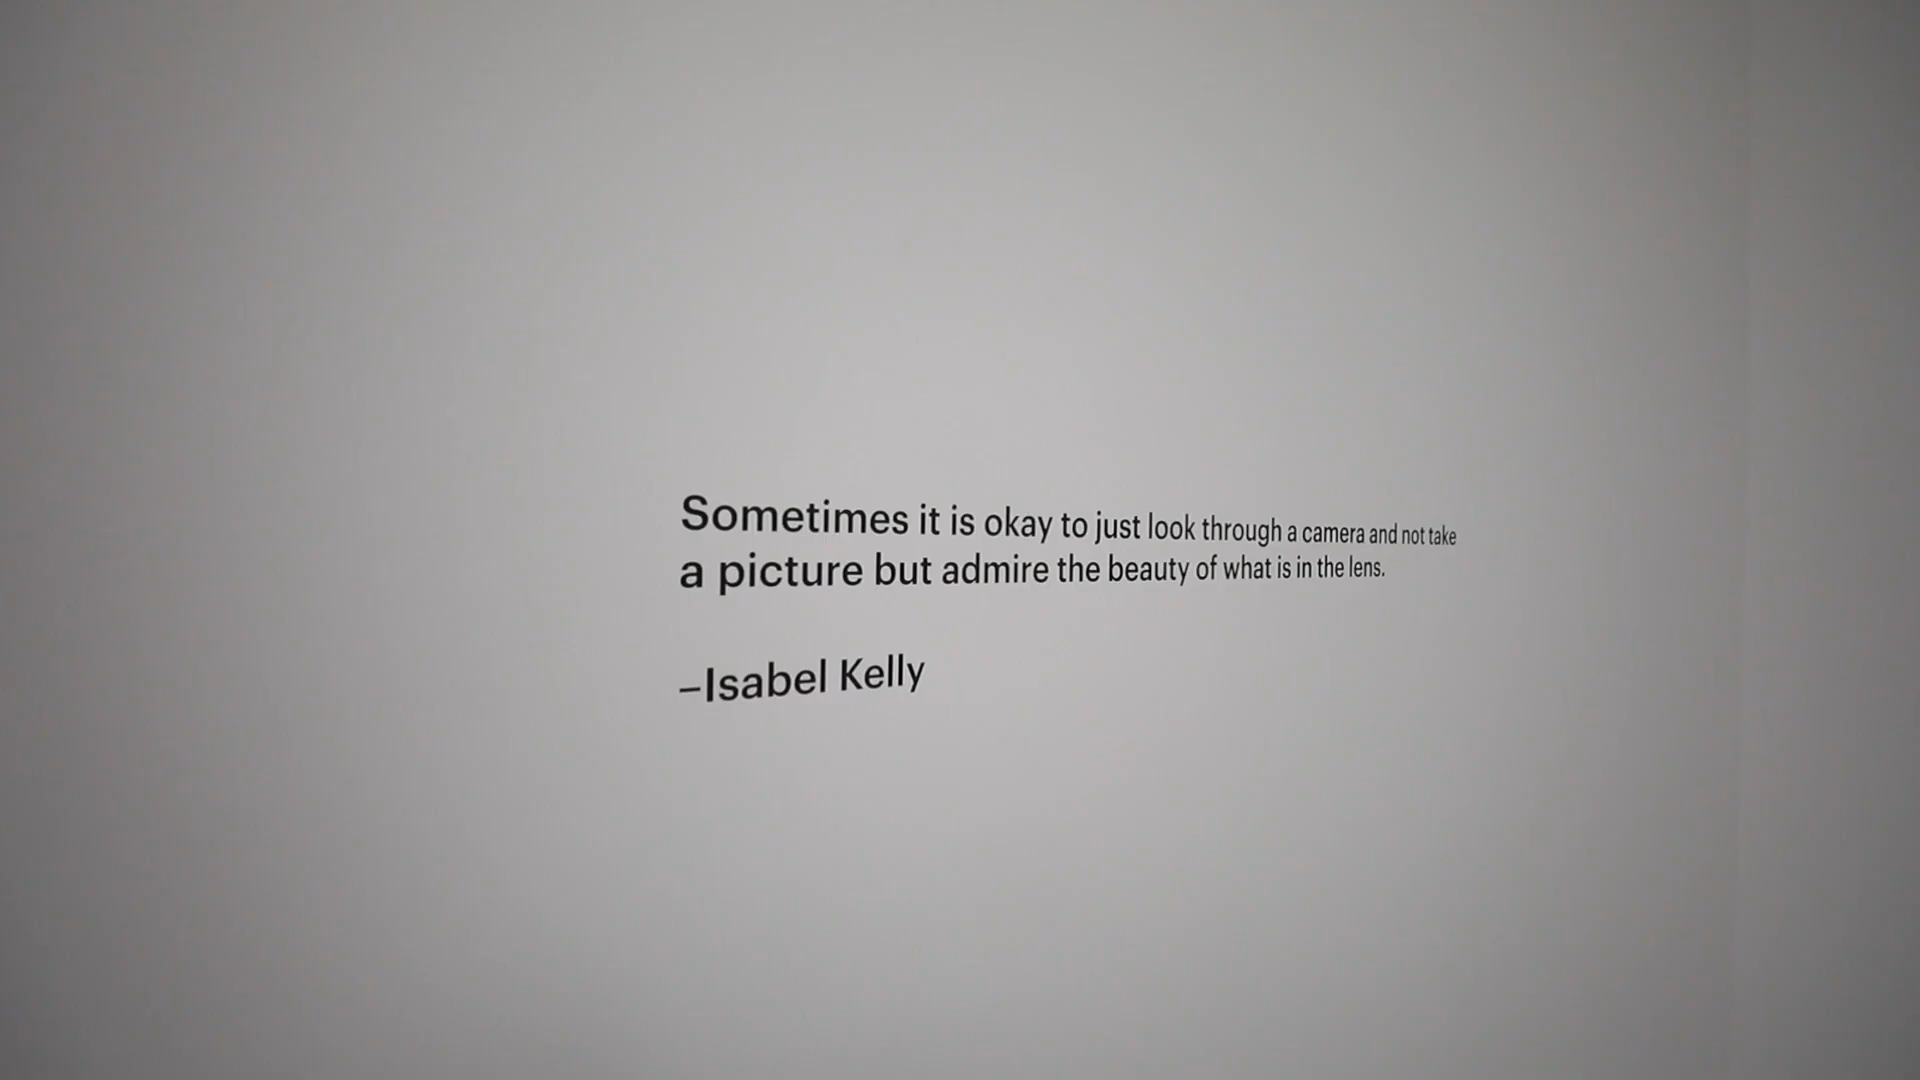 Sometimes it is okay to just look through a camera and not take
a picture but admire the beauty of what is in the lens.
–Isabel Kelly